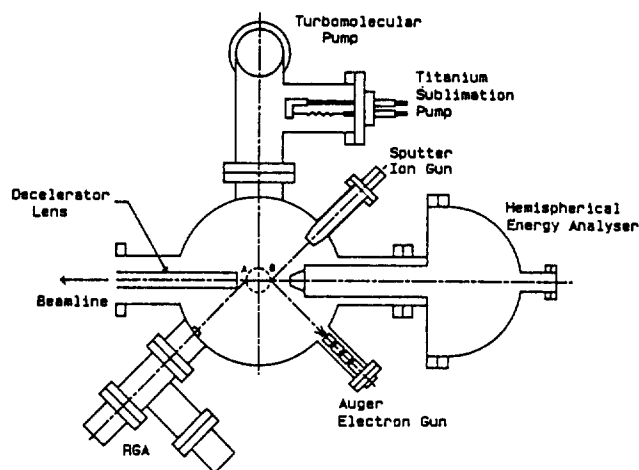 Turbomolecular
Pump
Titanium
Sublimation
Pump
Sputter
Ion Gun
Decelerator
Lens
Hemispherical
Energy Analyser
A
B
Beamline
Auger
Electron Gun
RGA